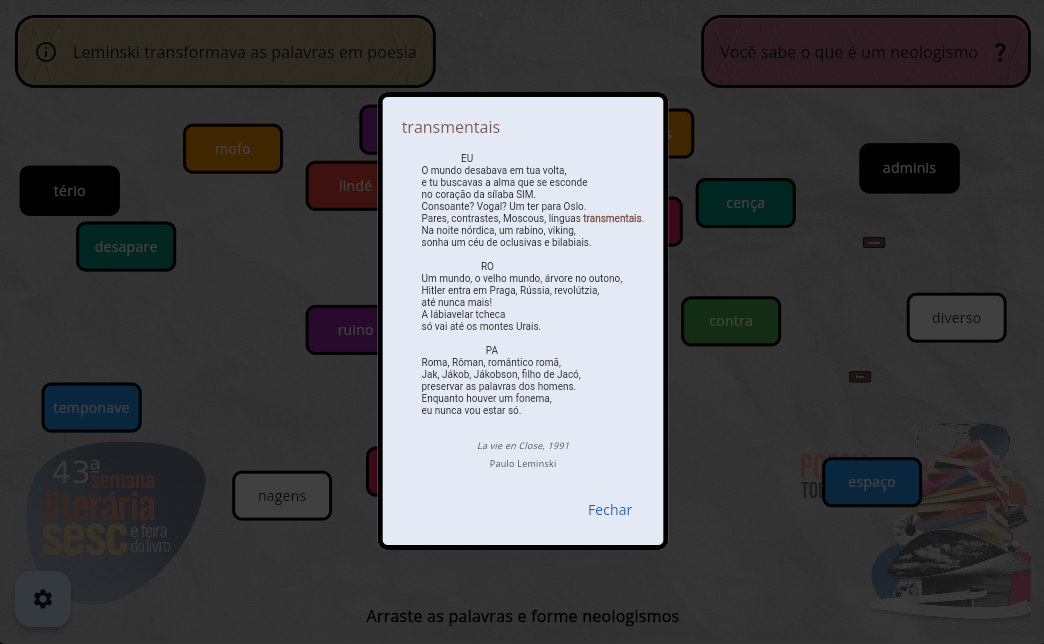 Leminski transformava as palavras em poesia
Você sabe o que é um neologismo ?
mofo
tério
lindé
adminis
cença
desapare
ruino
contra
diverso
temponave
nagens
espaço
43ª
semana
literária
sesc
e feira
do livro
transmentais
EU
O mundo desabava em tua volta,
e tu buscavas a alma que se esconde
no coração da sílaba SIM.
Consoante? Vogal? Um ter para Oslo.
Pares, contrastes, Moscous, línguas transmentais.
Na noite nórdica, um rabino, viking,
sonha um céu de oclusivas e bilabiais.
RO
Um mundo, o velho mundo, árvore no outono,
Hitler entra em Praga, Rússia, revolútzia,
até nunca mais!
A lábiavelar tcheca
só vai até os montes Urais.
PA
Roma, Rôman, romântico romã,
Jak, Jákob, Jákobson, filho de Jacó,
preservar as palavras dos homens.
Enquanto houver um fonema,
eu nunca vou estar só.
La vie en Close, 1991
Paulo Leminski
Fechar
Arraste as palavras e forme neologismos